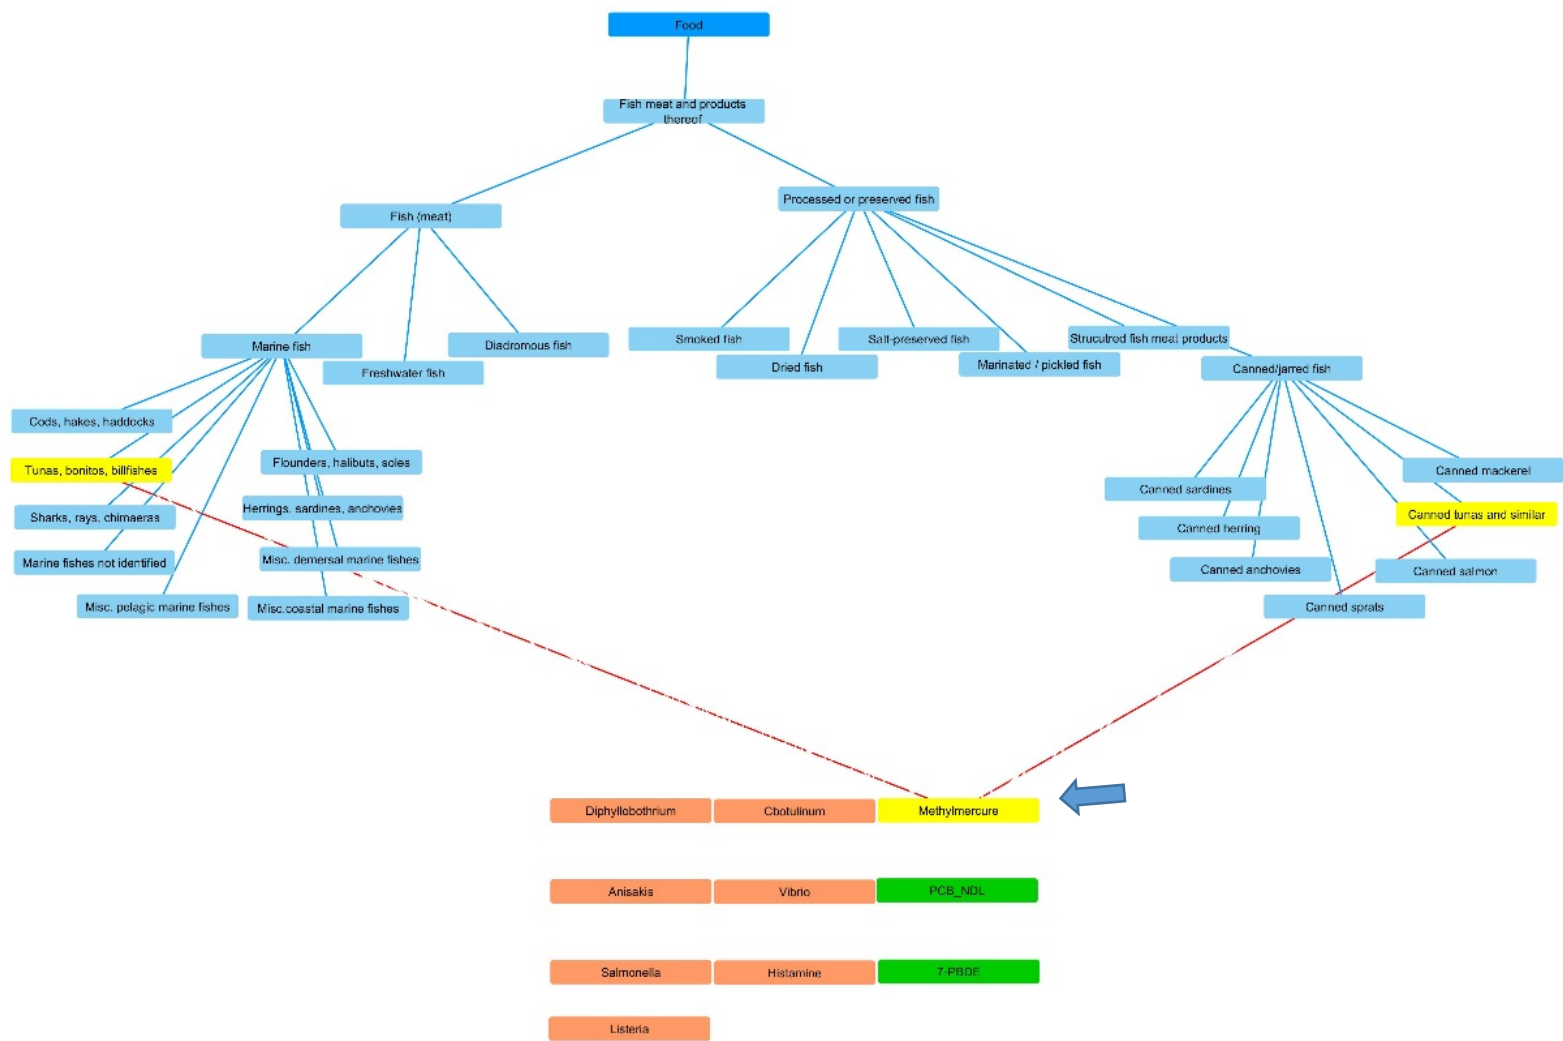 Food
Fish meat and products
thereof
Processed or preserved fish
Fish (meat)
Marine fish
Freshwater fish
Diadromous fish
Smoked fish
Dried fish
Salt-preserved fish
Marinated / pickled fish
Strucutred fish meat products
Canned/jarred fish
Cods, hakes, haddocks
Tunas, bonitos, billfishes
Sharks, rays, chimaeras
Marine fishes not identified
Misc. pelagic marine fishes
Flounders, halibuts, soles
Herrings, sardines, anchovies
Misc. demersal marine fishes
Misc.coastal marine fishes
Canned sardines
Canned herring
Canned anchovies
Canned sprats
Canned mackerel
Canned tunas and similar
Canned salmon
Diphyllobothrium
Cbotulinum
Methylmercure
Anisakis
Vibrio
PCB_NDL
Salmonella
Histamine
7-PBDE
Listeria